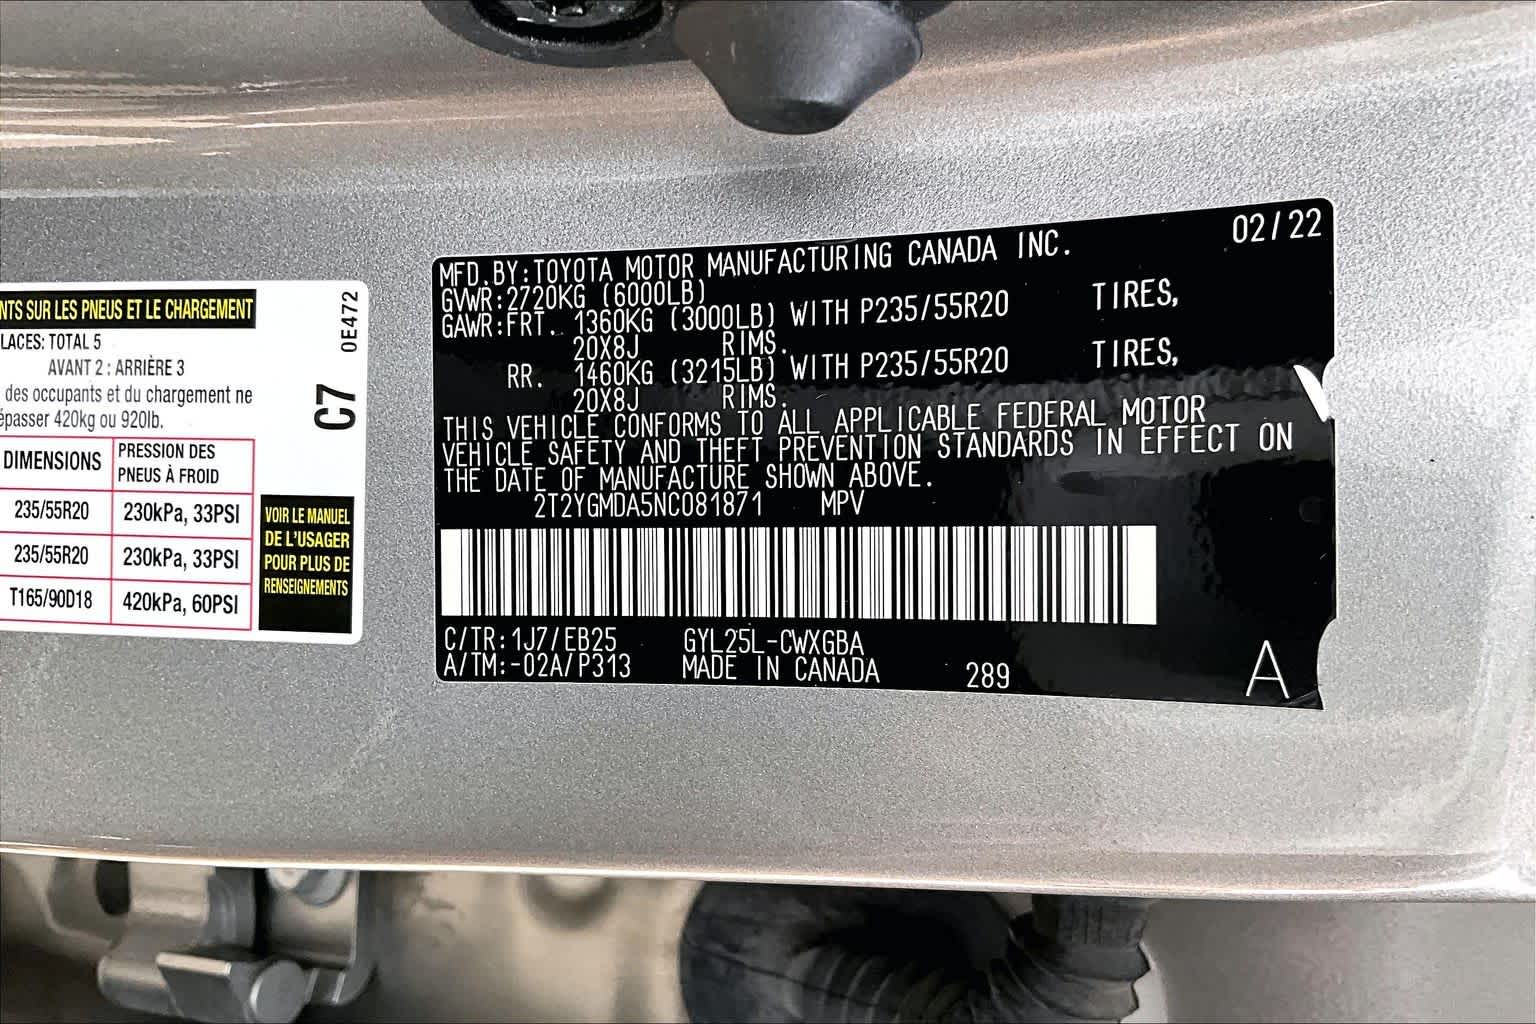 NTS SUR LES PNEUS ET LE CHARGEMENT
LACES: TOTAL 5
AVANT 2 : ARRIÈRE 3
des occupants et du chargement ne
épasser 420kg ou 920lb.
DIMENSIONS PRESSION DES PNEUS À FROID
235/55R20 230kPa, 33PSI
235/55R20 230kPa, 33PSI
T165/90D18 420kPa, 60PSI
0E472
C7
VOIR LE MANUEL
DE L'USAGER
POUR PLUS DE
RENSEIGNEMENTS
MFD.BY:TOYOTA MOTOR MANUFACTURING CANADA INC. 02/22
GVWR:2720KG (6000LB)
GAWR:FRT. 1360KG (3000LB) WITH P235/55R20 TIRES,
20X8J RIMS.
RR. 1460KG (3215LB) WITH P235/55R20 TIRES,
20X8J RIMS.
THIS VEHICLE CONFORMS TO ALL APPLICABLE FEDERAL MOTOR
VEHICLE SAFETY AND THEFT PREVENTION STANDARDS IN EFFECT ON
THE DATE OF MANUFACTURE SHOWN ABOVE.
2T2YGMDA5NC081871 MPV
C/TR:1J7/EB25 GYL25L-CWXGBA
A/TM:-02A/P313 MADE IN CANADA 289
A